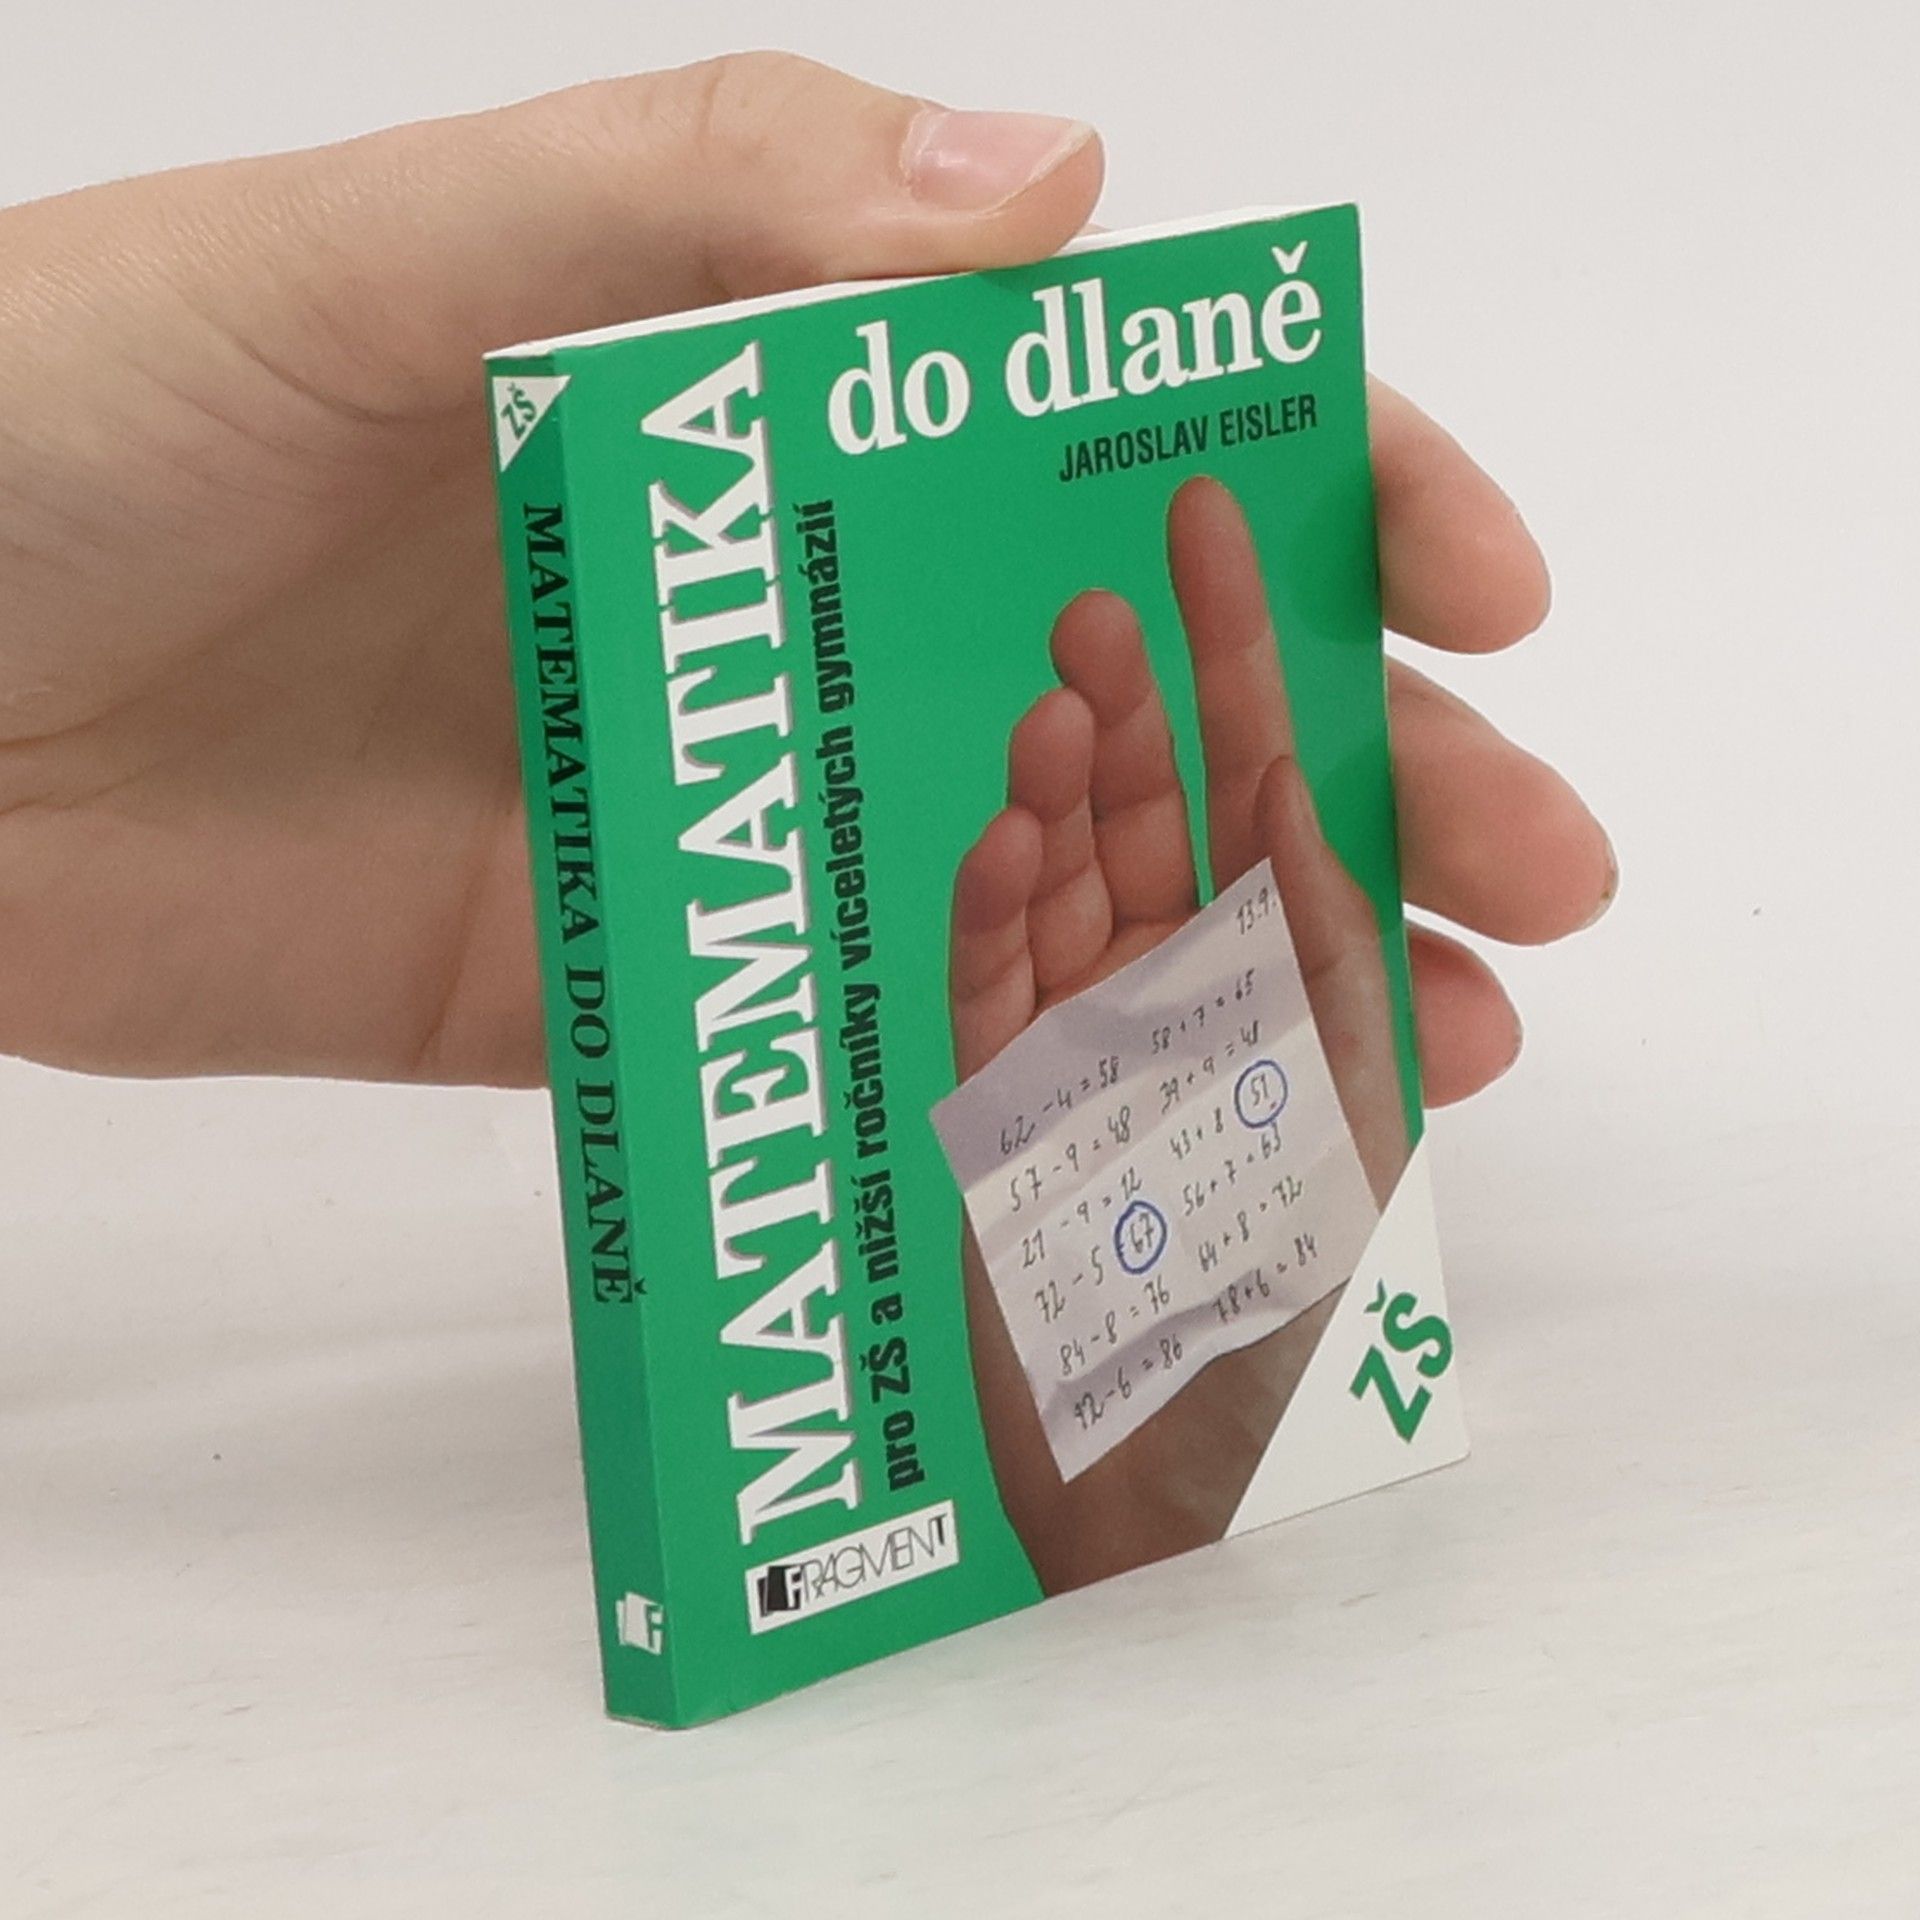 ZŠ
MATEMATIKA DO DLANĚ
F
MATEMATIKA
do dlaně
JAROSLAV EISLER
pro ZŠ a nižší ročníky víceletých gymnázií
13.9.
62 - 4 = 58 58 + 7 = 65
57 - 9 = 48 39 + 9 = 48
21 - 9 = 12 43 + 8 51
72 - 5 = 67 56 + 7 = 63
84 - 8 = 76 64 + 8 = 72
92 - 6 = 86 78 + 6 = 84
FRAGMENT
ZŠ